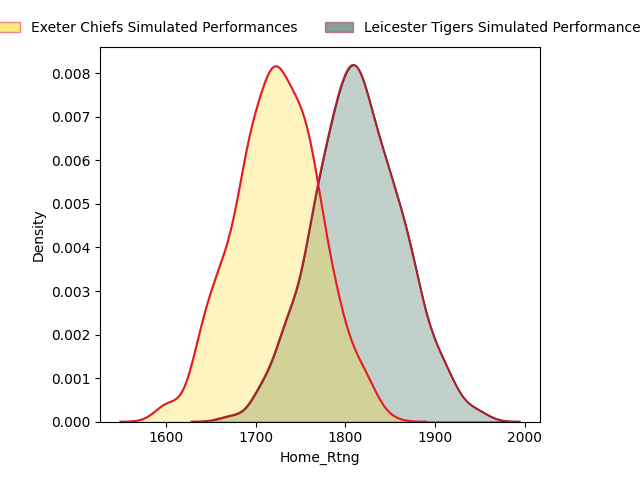 Exeter Chiefs Simulated Performances Leicester Tigers Simulated Performance
0.008
0.007
0.006
0.005
0.004
0.003
0.002
0.001
0.000
Density
1600 1700 1800 1900 2000
Home_Rtng